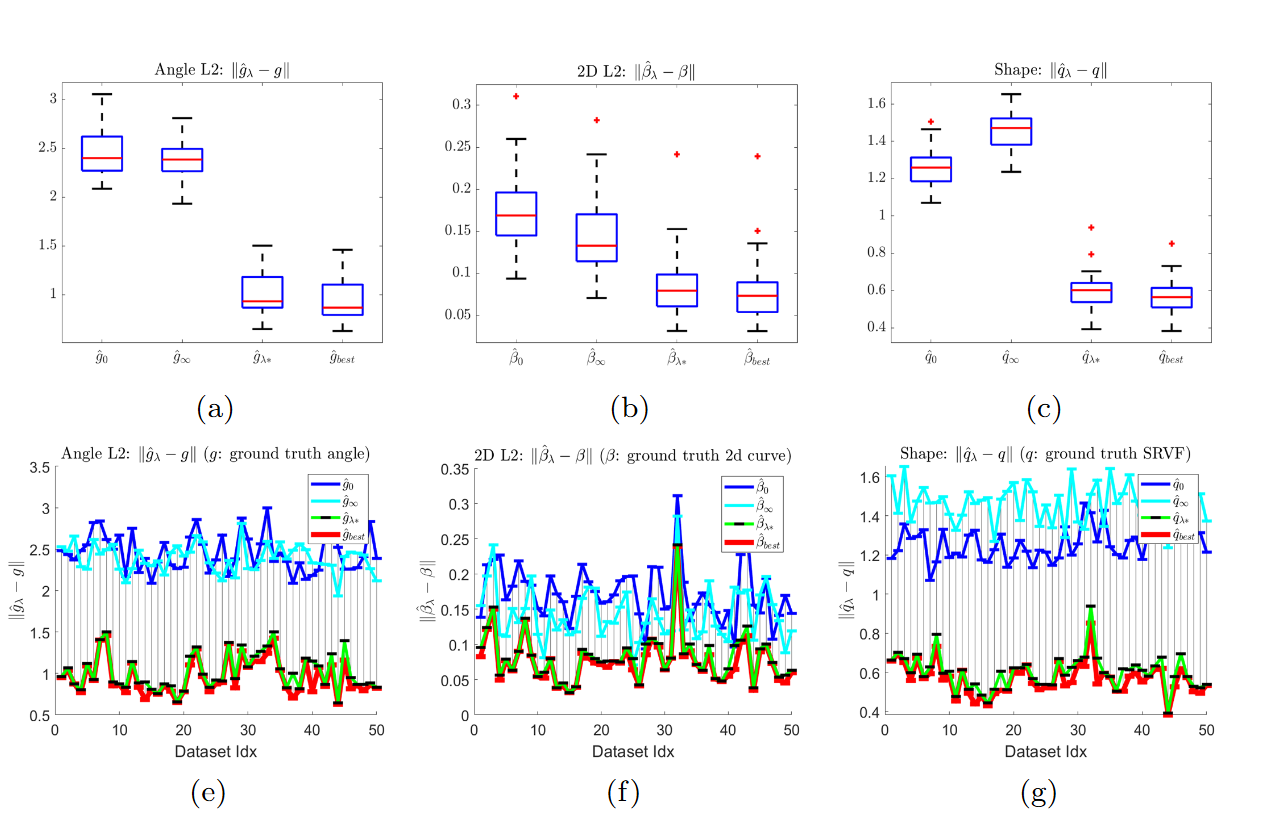 Angle L2: ‖ĝλ − g‖
3
2.5
2
1.5
1
ĝ0 ĝ∞ ĝλ* ĝbest
(a)
2D L2: ‖β̂λ − β‖
0.3
0.25
0.2
0.15
0.1
0.05
β̂0 β̂∞ β̂λ* β̂best
(b)
Shape: ‖q̂λ − q‖
1.6
1.4
1.2
1
0.8
0.6
0.4
q̂0 q̂∞ q̂λ* q̂best
(c)
Angle L2: ‖ĝλ − g‖ (g: ground truth angle)
‖ĝλ − g‖
3.5
3
2.5
2
1.5
1
0.5
0 10 20 30 40 50
Dataset Idx
ĝ0
ĝ∞
ĝλ*
ĝbest
(e)
2D L2: ‖β̂λ − β‖ (β: ground truth 2d curve)
‖β̂λ − β‖
0.35
0.3
0.25
0.2
0.15
0.1
0.05
0
0 10 20 30 40 50
Dataset Idx
β̂0
β̂∞
β̂λ*
β̂best
(f)
Shape: ‖q̂λ − q‖ (q: ground truth SRVF)
‖q̂λ − q‖
1.6
1.4
1.2
1
0.8
0.6
0.4
0 10 20 30 40 50
Dataset Idx
q̂0
q̂∞
q̂λ*
q̂best
(g)